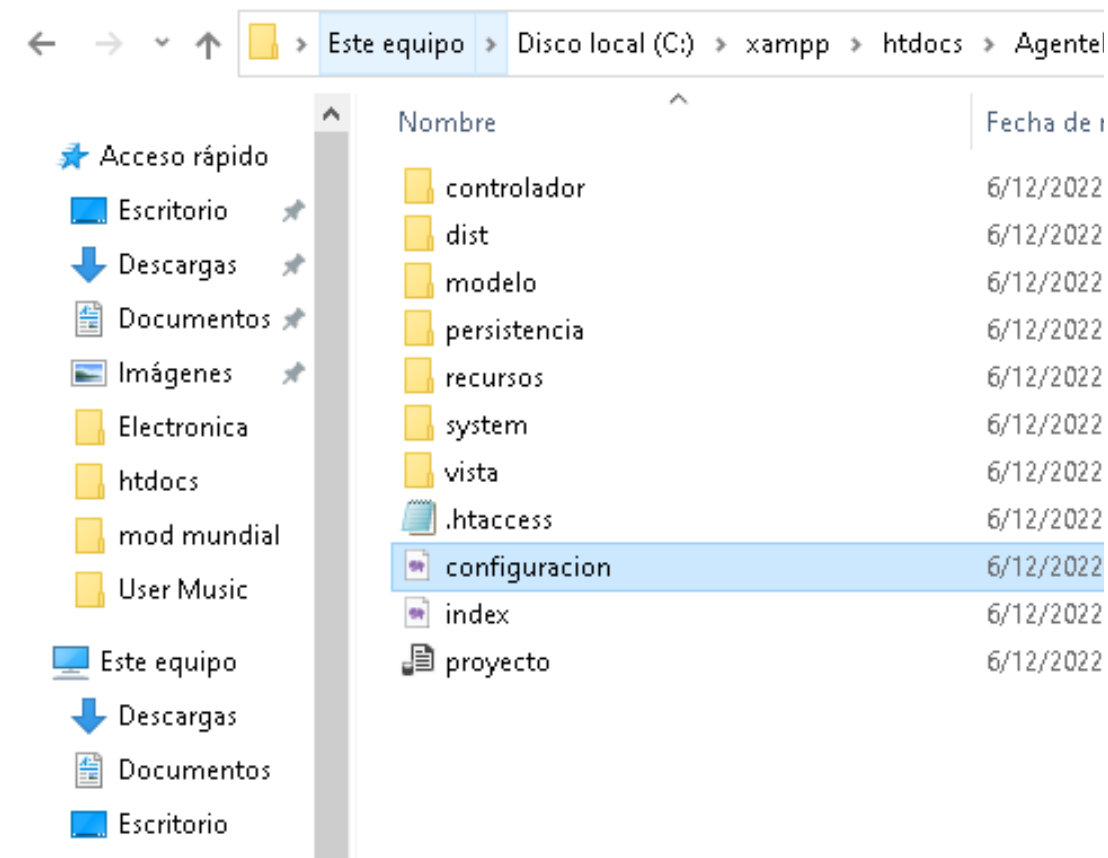 Este equipo > Disco local (C:) > xampp > htdocs >
Nombre
Fecha de
Acceso rápido
Escritorio
Descargas
Documentos
Imágenes
Electronica
htdocs
mod mundial
User Music
Este equipo
Descargas
Documentos
Escritorio
controlador 6/12/2022
dist 6/12/2022
modelo 6/12/2022
persistencia 6/12/2022
recursos 6/12/2022
system 6/12/2022
vista 6/12/2022
.htaccess 6/12/2022
configuracion 6/12/2022
index 6/12/2022
proyecto 6/12/2022